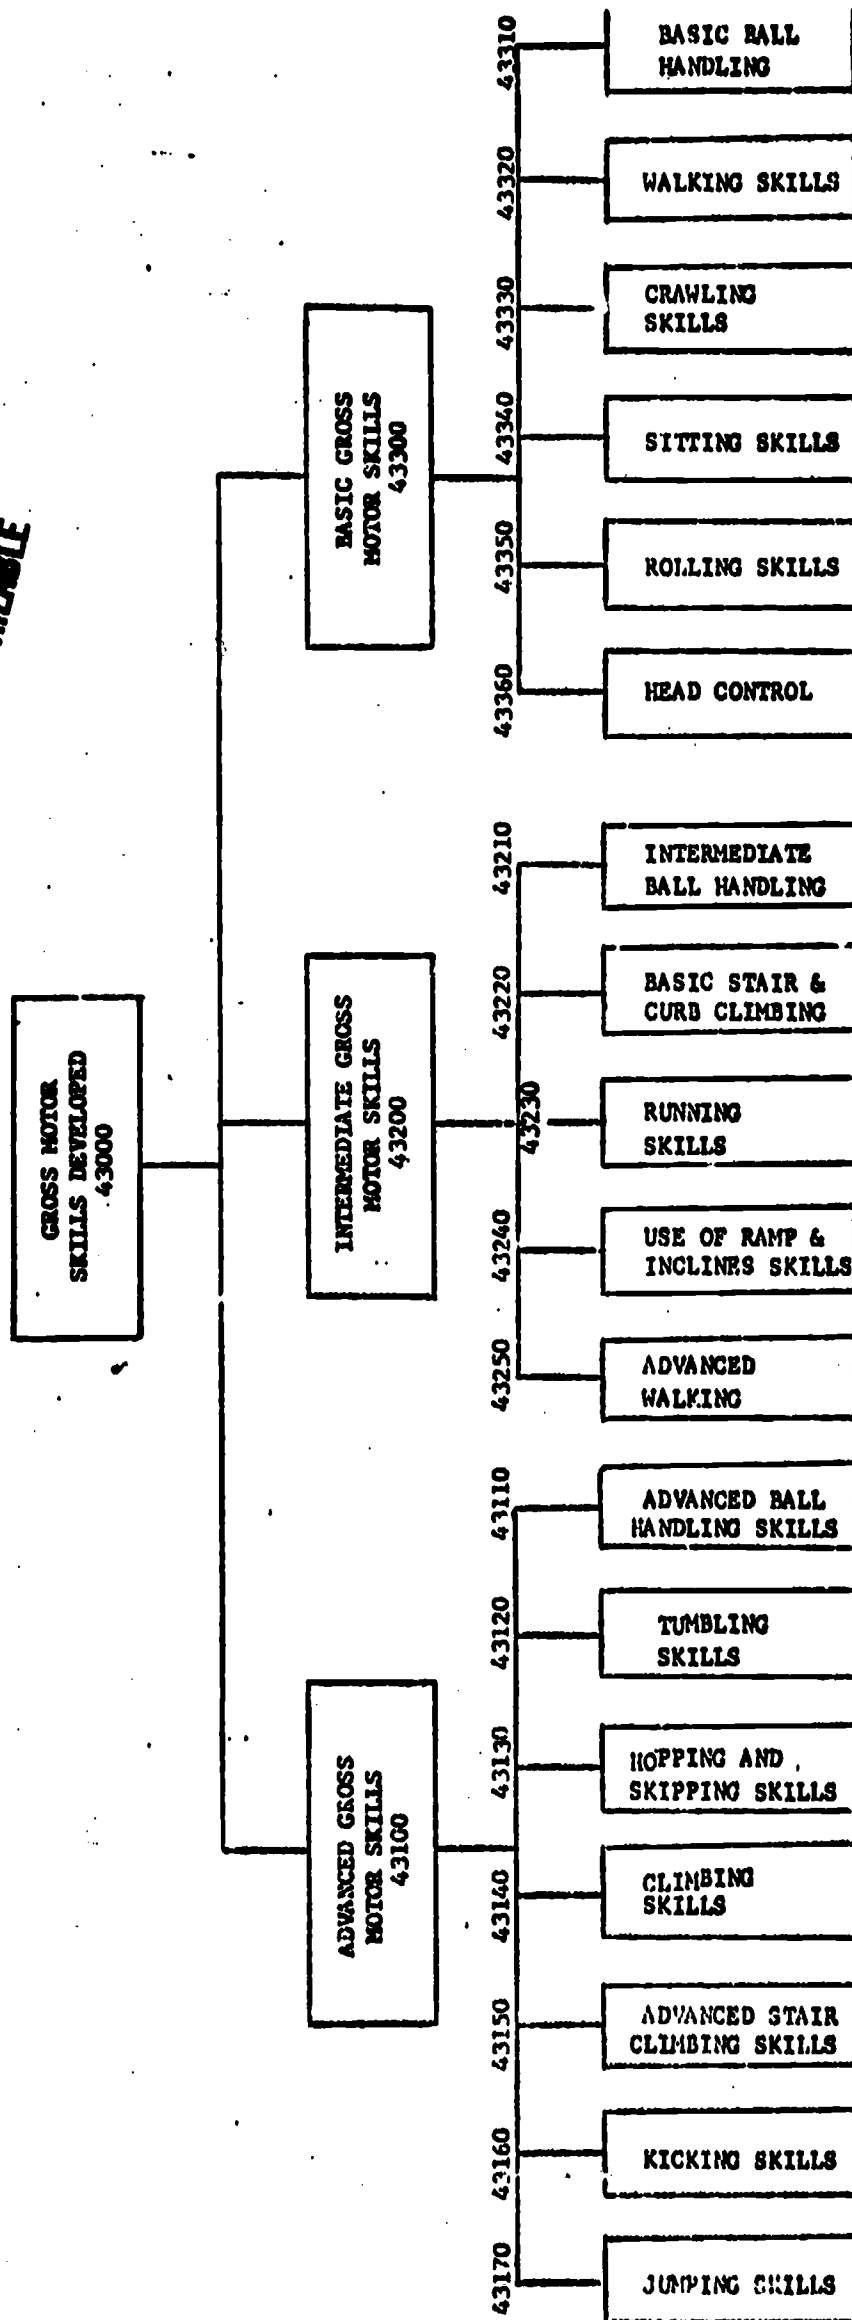 GROSS MOTOR
SKILLS DEVELOPED
43000
ADVANCED GROSS
MOTOR SKILLS
43100
INTERMEDIATE GROSS
MOTOR SKILLS
43200
BASIC GROSS
MOTOR SKILLS
43300
43170
43160
43150
43140
43130
43120
43110
43250
43240
43230
43220
43210
43360
43350
43340
43330
43320
43310
BASIC BALL
HANDLING
WALKING SKILLS
CRAWLING
SKILLS
SITTING SKILLS
ROLLING SKILLS
HEAD CONTROL
INTERMEDIATE
BALL HANDLING
BASIC STAIR &
CURB CLIMBING
RUNNING
SKILLS
USE OF RAMP &
INCLINES SKILLS
ADVANCED
WALKING
ADVANCED BALL
HANDLING SKILLS
TUMBLING
SKILLS
HOPPING AND
SKIPPING SKILLS
CLIMBING
SKILLS
ADVANCED STAIR
CLIMBING SKILLS
KICKING SKILLS
JUMPING SKILLS